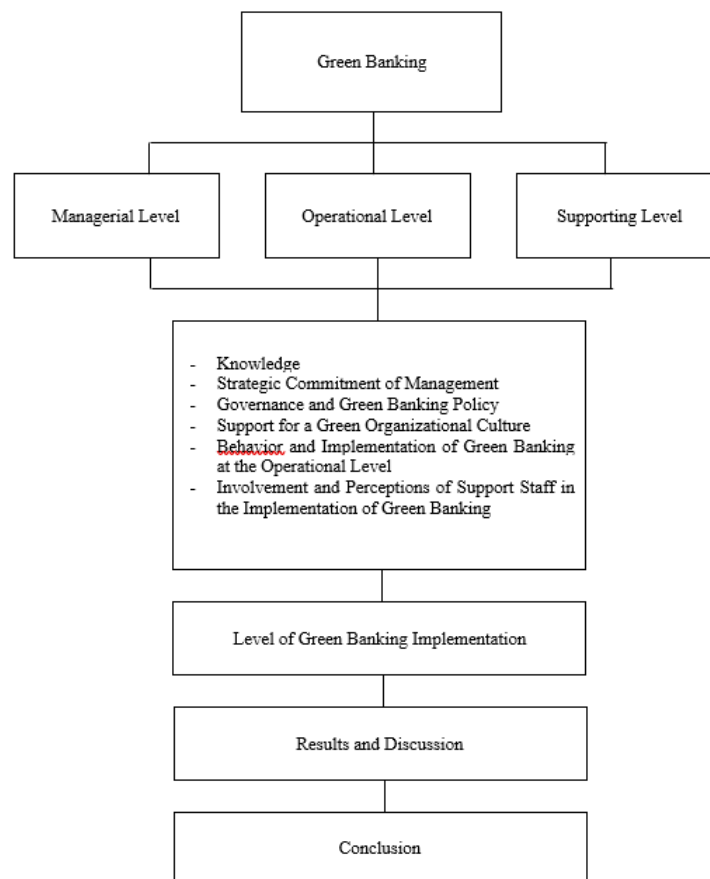 Green Banking
Managerial Level
Operational Level
Supporting Level
- Knowledge
- Strategic Commitment of Management
- Governance and Green Banking Policy
- Support for a Green Organizational Culture
- Behavior and Implementation of Green Banking
at the Operational Level
- Involvement and Perceptions of Support Staff in
the Implementation of Green Banking
Level of Green Banking Implementation
Results and Discussion
Conclusion